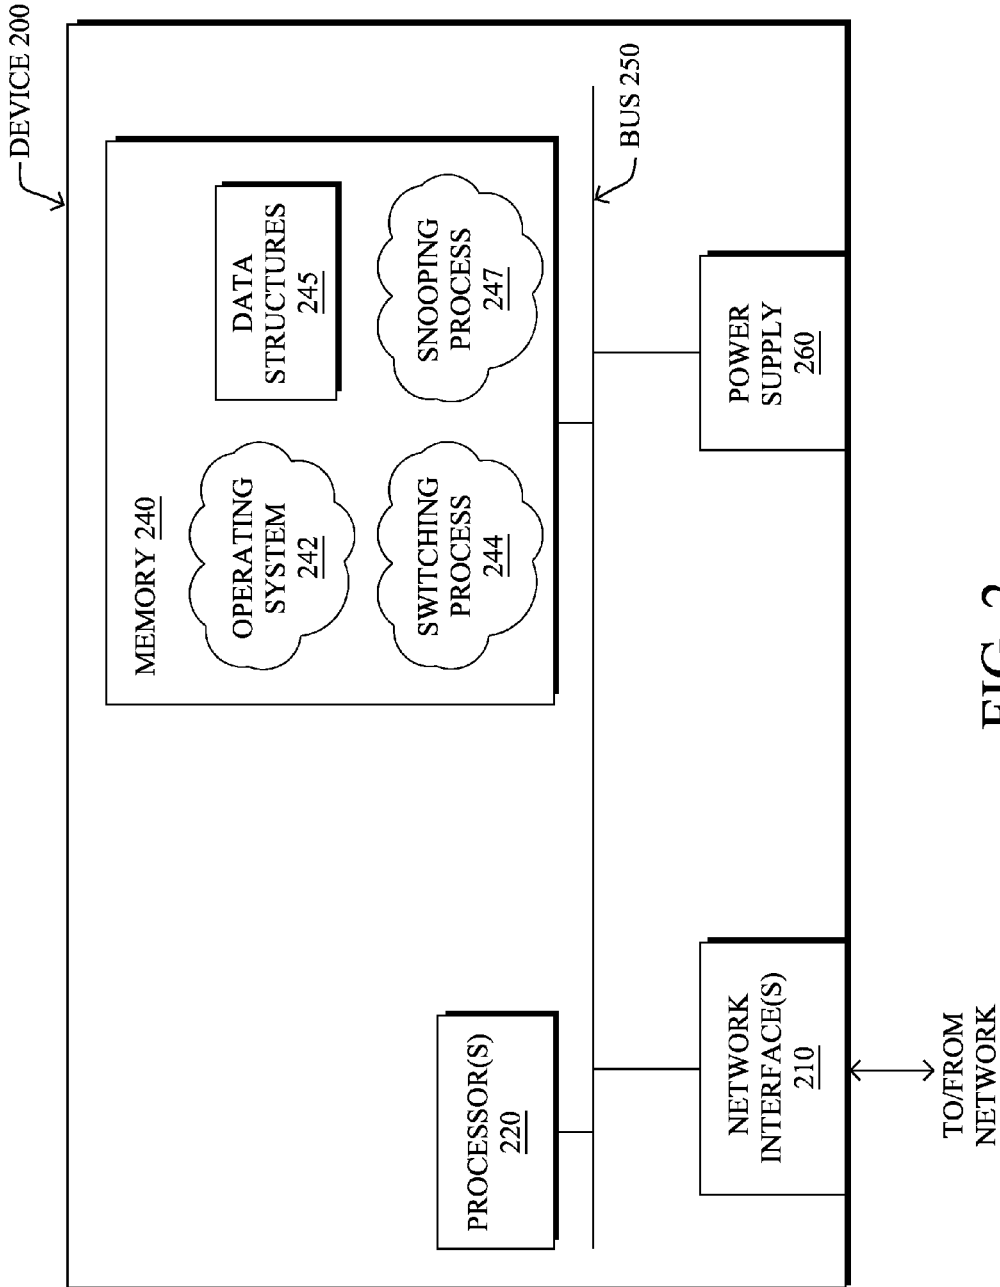 DEVICE 200
MEMORY 240
OPERATING
SYSTEM
242
DATA
STRUCTURES
245
SWITCHING
PROCESS
244
SNOOPING
PROCESS
247
PROCESSOR(S)
220
BUS 250
NETWORK
INTERFACE(S)
210
POWER
SUPPLY
260
TO/FROM
NETWORK
FIG. 2